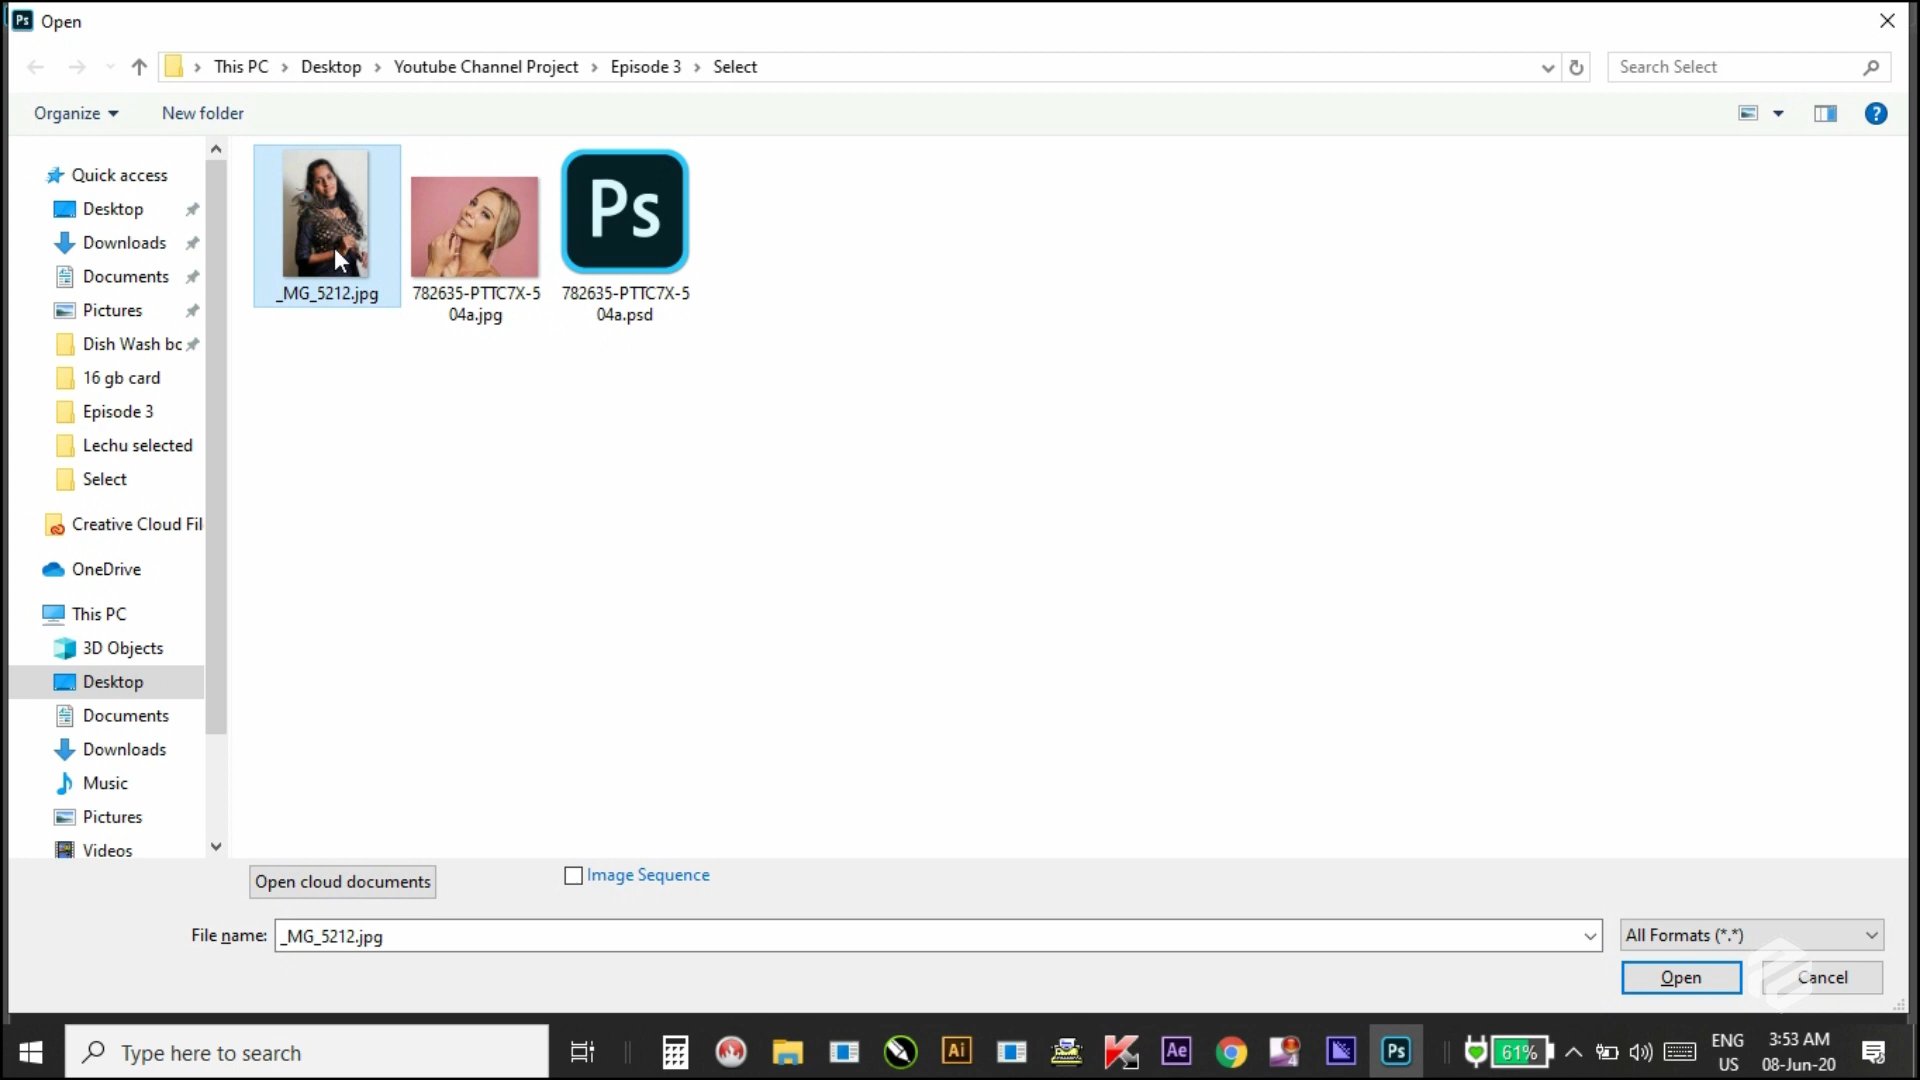 Ps Open
This PC Desktop Youtube Channel Project Episode 3 Select
Search Select
Organize
New folder
Quick access
Desktop
Downloads
Documents
Pictures
Dish Wash bc
16 gb card
Episode 3
Lechu selected
Select
Creative Cloud Fil
OneDrive
This PC
3D Objects
Desktop
Documents
Downloads
Music
Pictures
Videos
Ps
_MG_5212.jpg
782635-PTTC7X-5
04a.jpg
782635-PTTC7X-5
04a.psd
Open cloud documents
Image Sequence
File name: _MG_5212.jpg
All Formats (*.*)
Open
Cancel
Type here to search
Ai
Ae
Ps
61%
ENG
US
3:53 AM
08-Jun-20